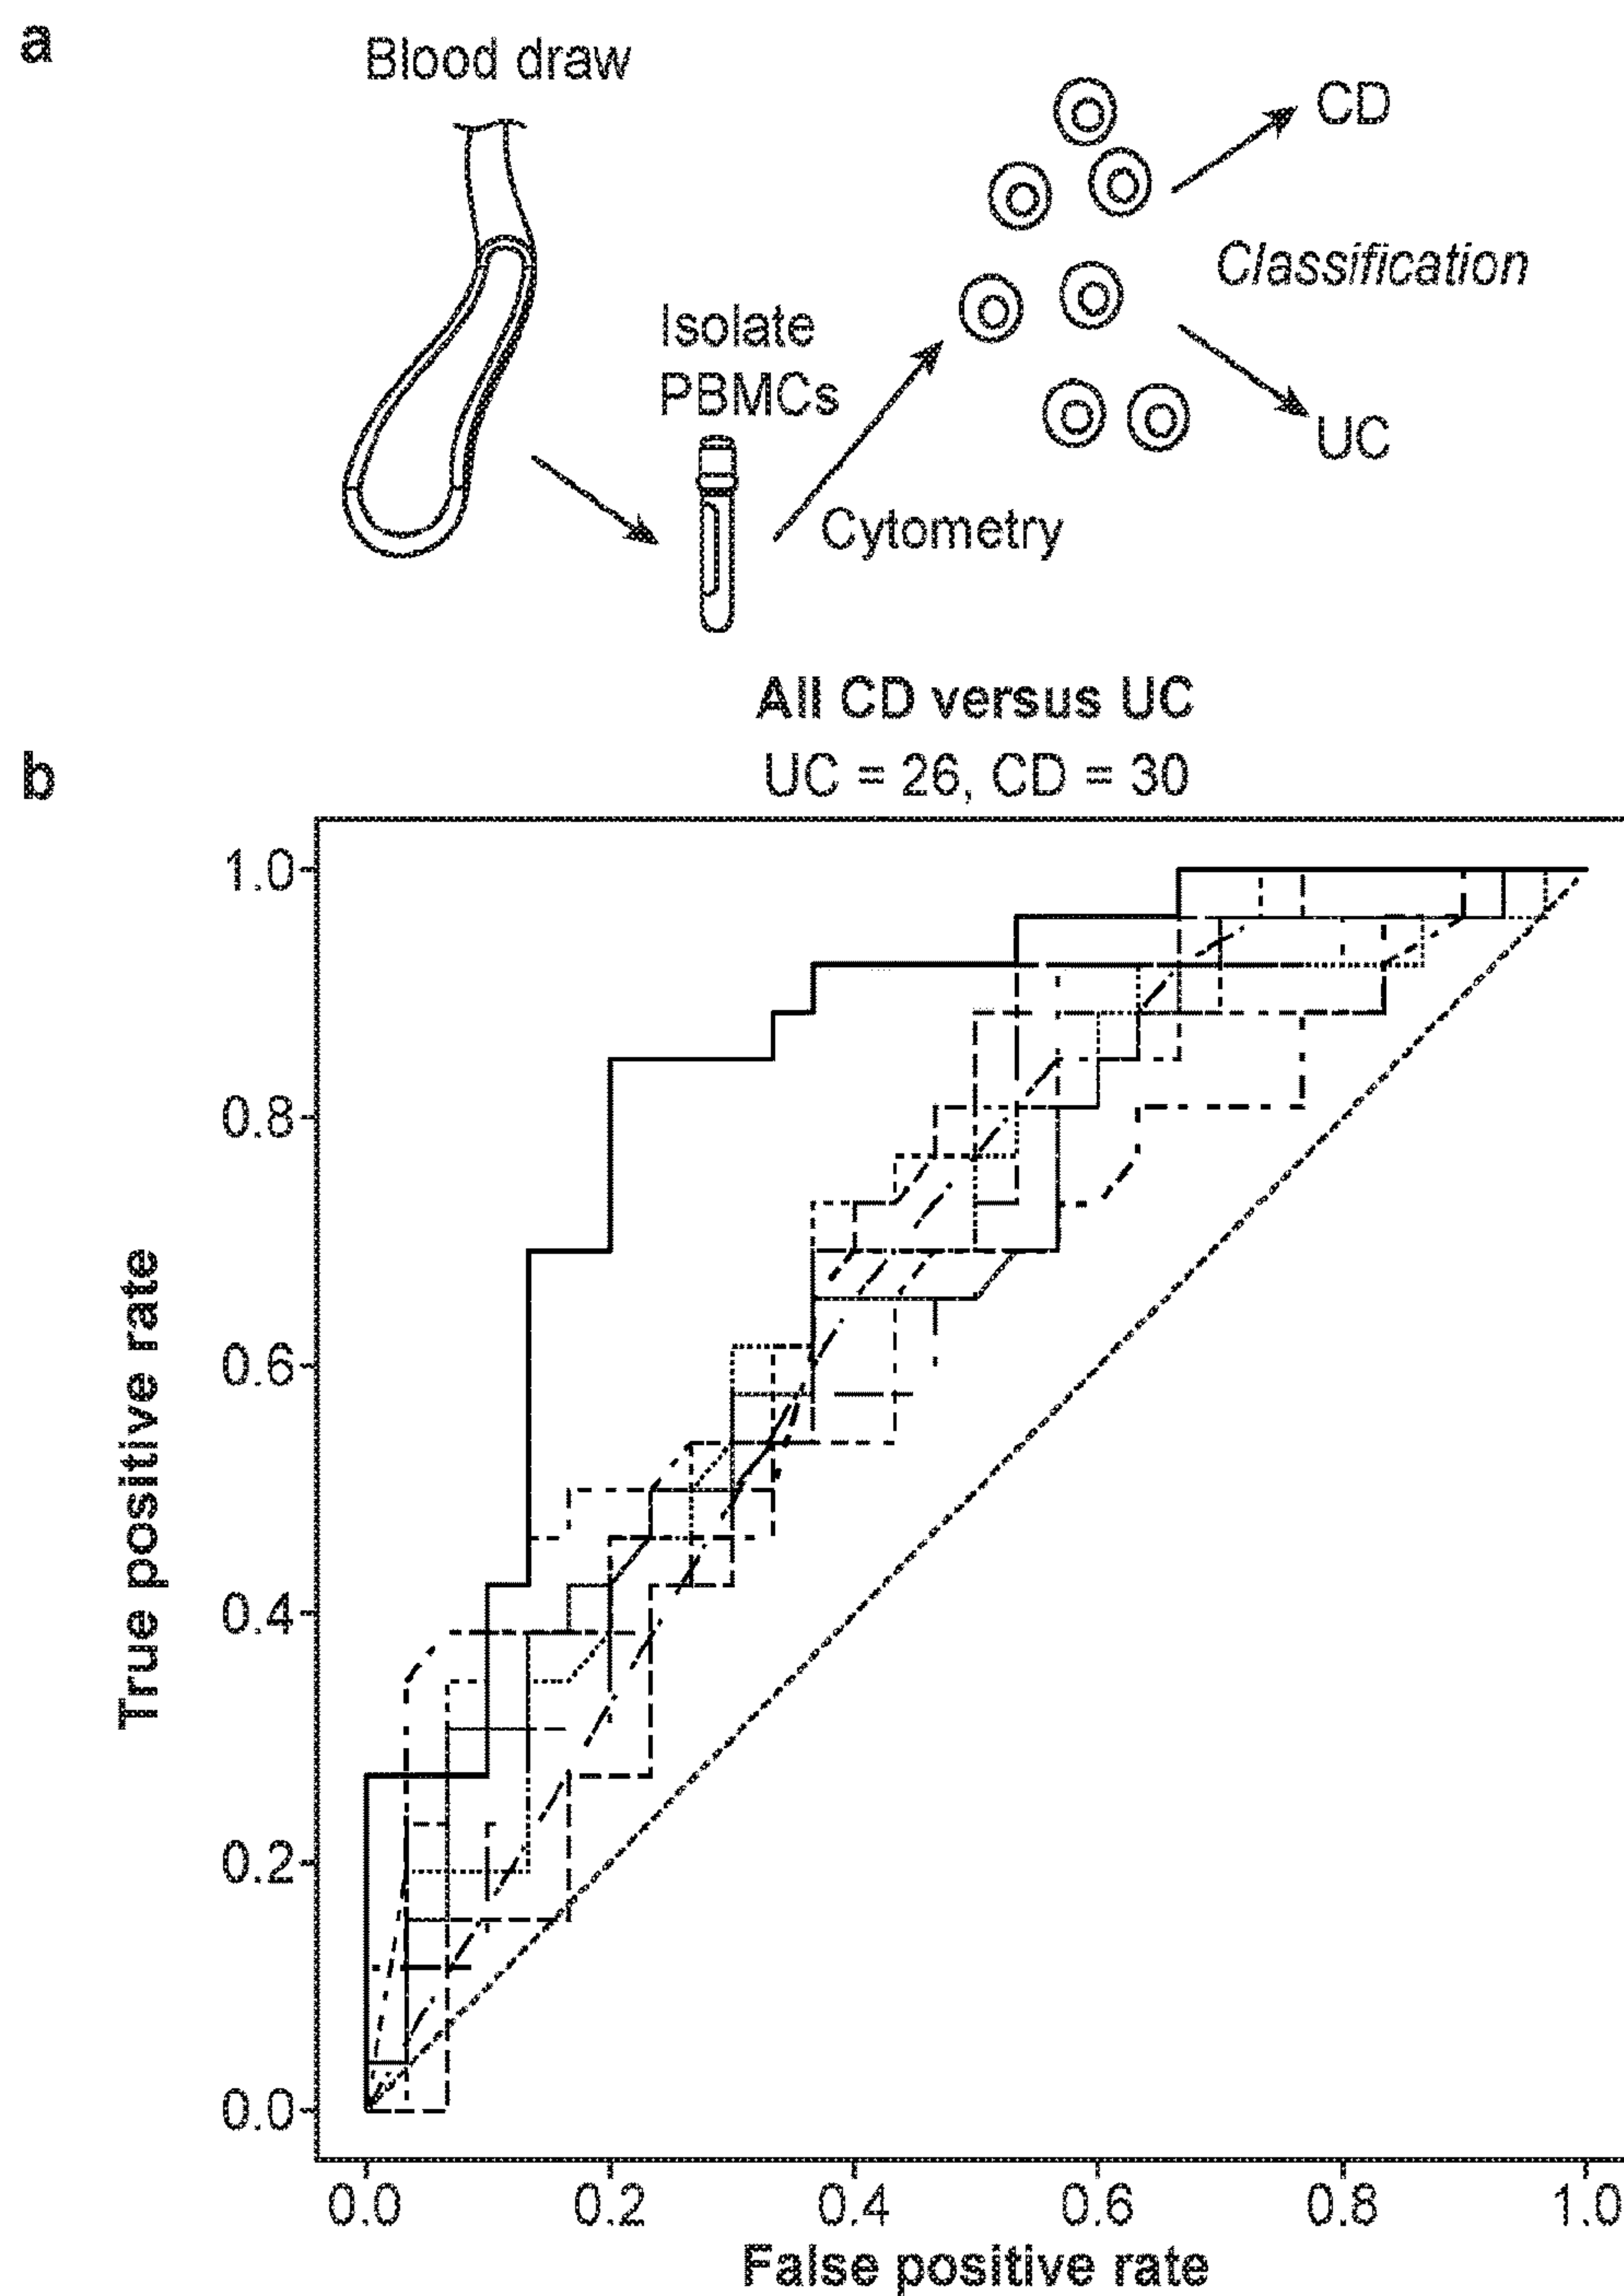 a
Blood draw
CD
Classification
Isolate
PBMCs
UC
Cytometry
All CD versus UC
b
UC = 26, CD = 30
1.0
0.8
0.6
0.4
0.2
0.0
True positive rate
0.0 0.2 0.4 0.6 0.8 1.0
False positive rate